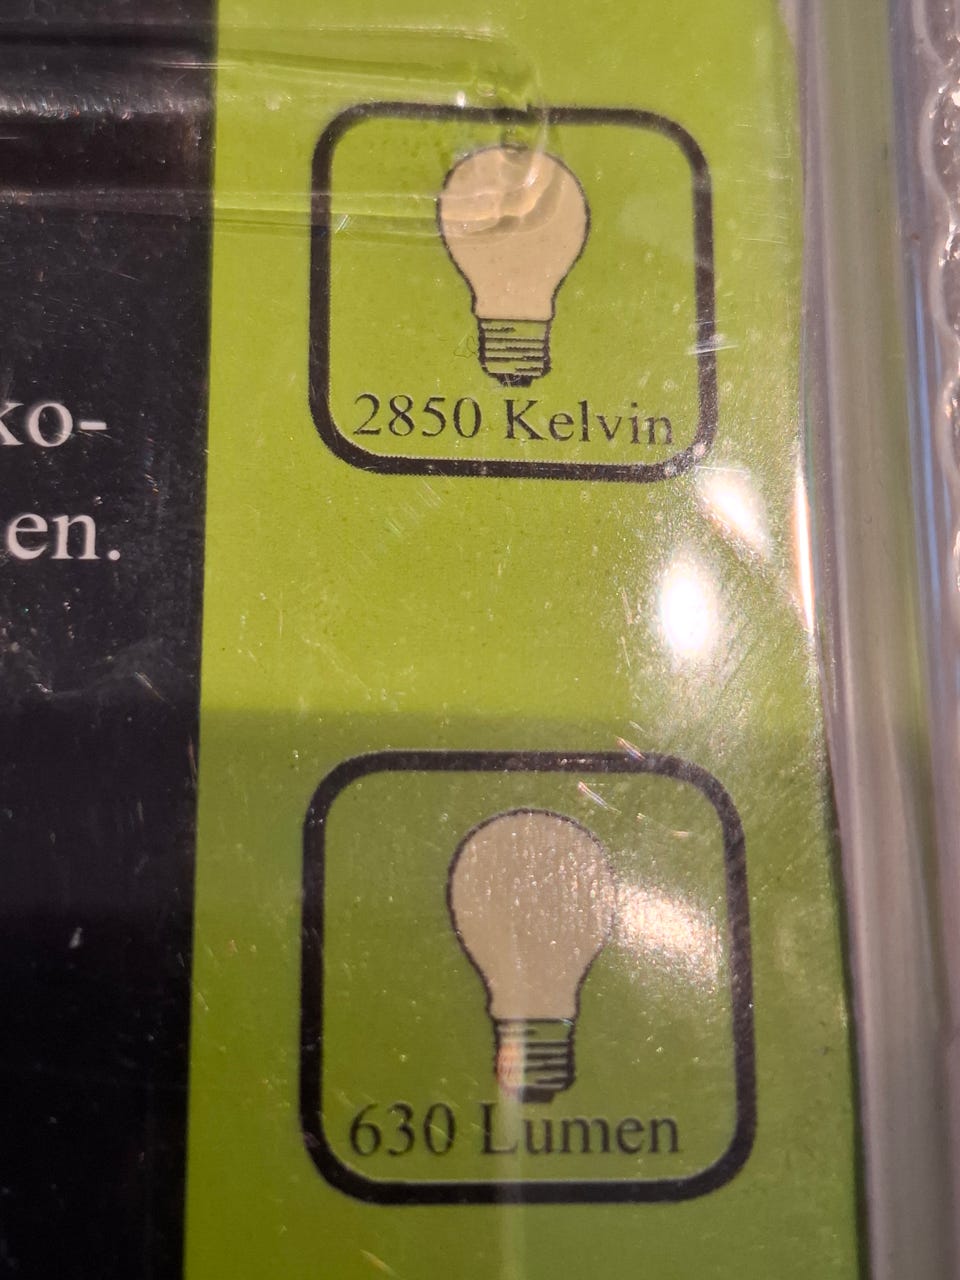 ko-
en.
2850 Kelvin
630 Lumen